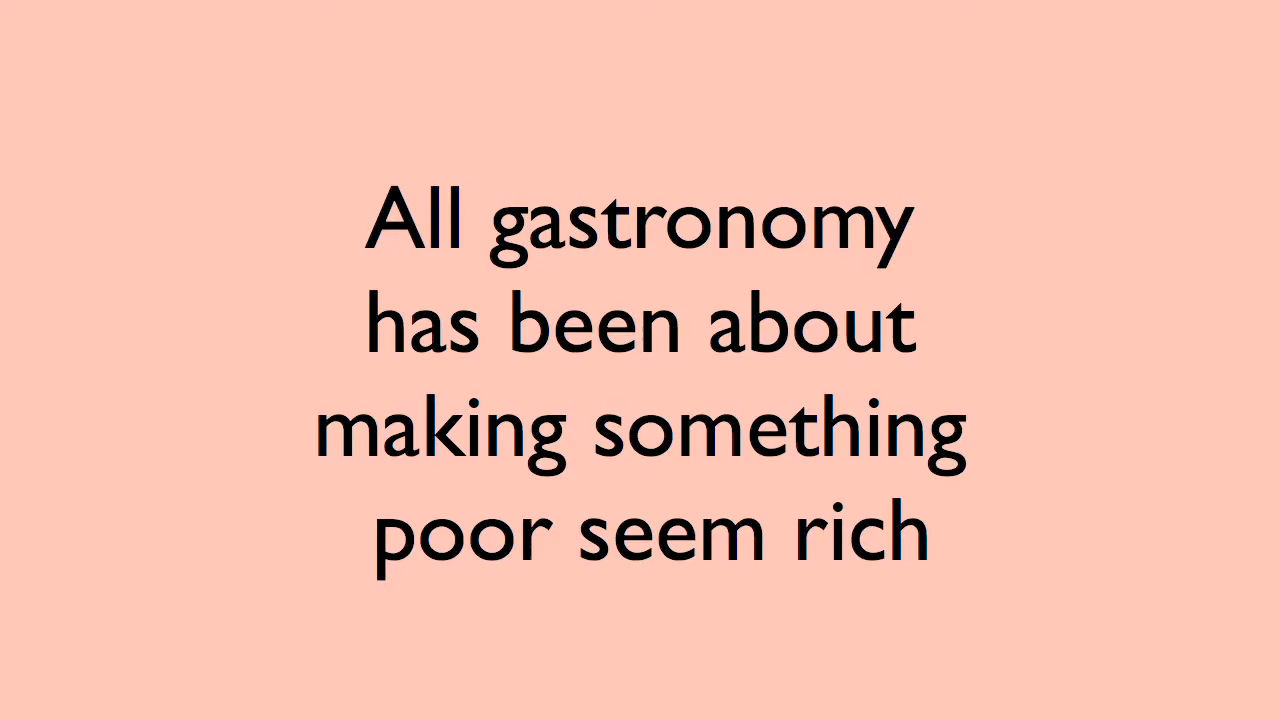 All gastronomy
has been about
making something
poor seem rich